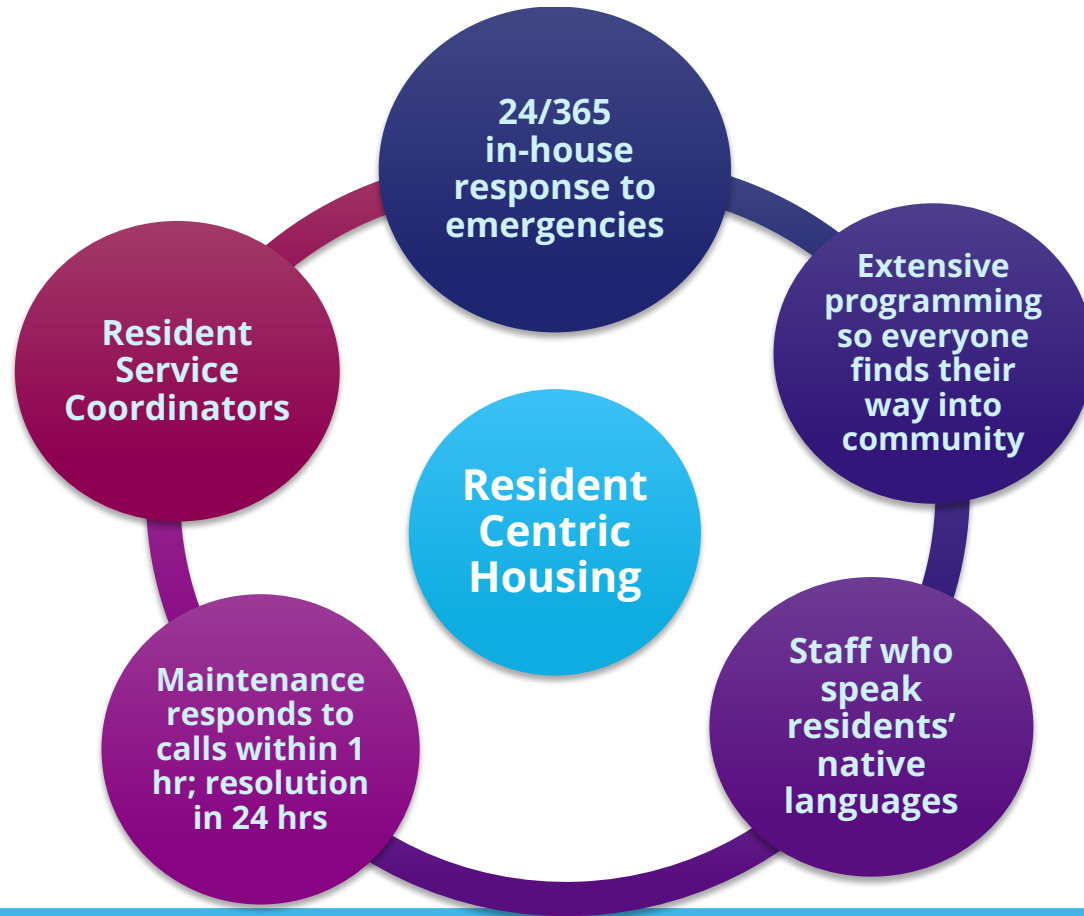 24/365
in-house
response to
emergencies
Extensive
programming
so everyone
finds their
way into
community
Staff who
speak
residents’
native
languages
Maintenance
responds to
calls within 1
hr; resolution
in 24 hrs
Resident
Service
Coordinators
Resident
Centric
Housing